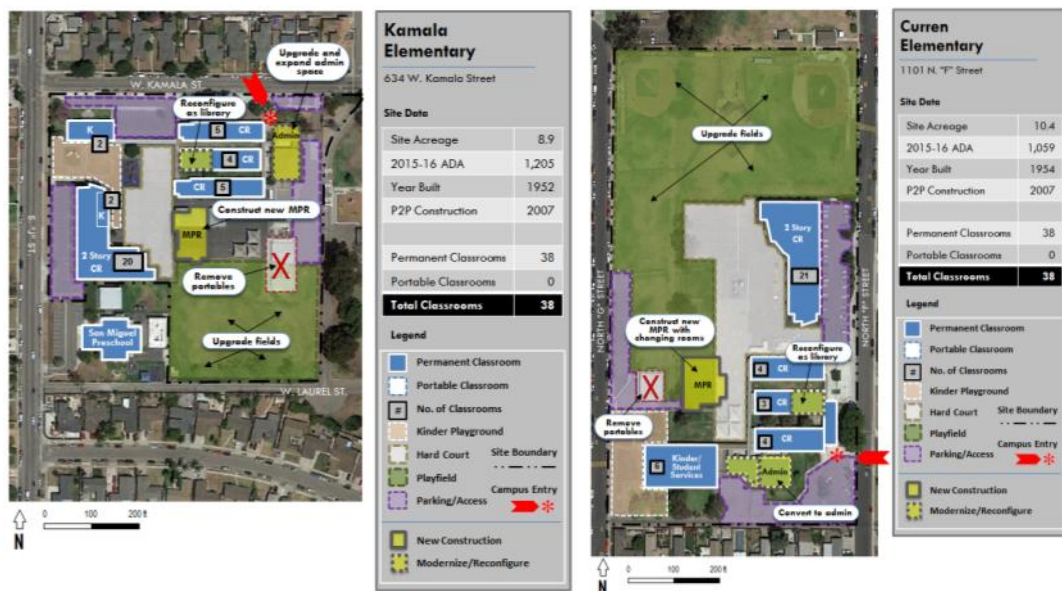 Upgrade and
expand admin
space
W. KAMALA ST.
Reconfigure
as library
K
5
CR
Admin
2
4
CR
CR
5
2
K
Construct new MPR
MPR
2 Story
CR
20
X
Remove
portables
San Miguel
Preschool
Upgrade fields
W. LAUREL ST.
N
0 100 200 ft
Kamala
Elementary
634 W. Kamala Street
Site Data
Site Acreage 8.9
2015-16 ADA 1,205
Year Built 1952
P2P Construction 2007
Permanent Classrooms 38
Portable Classrooms 0
Total Classrooms 38
Legend
Permanent Classroom
Portable Classroom
# No. of Classrooms
Kinder Playground
Hard Court
Site Boundary
Playfield
Campus Entry
Parking/Access
New Construction
Modernize/Reconfigure
Upgrade fields
2 Story
CR
21
NORTH "G" STREET
NORTH "F" STREET
Construct new
MPR with
changing rooms
Reconfigure
as library
4
CR
X
MPR
3
CR
Remove
portables
4
CR
Kinder/
Student
Services
Admin
Convert to admin
N
0 100 200 ft
Curren
Elementary
1101 N. "F" Street
Site Data
Site Acreage 10.4
2015-16 ADA 1,059
Year Built 1954
P2P Construction 2007
Permanent Classrooms 38
Portable Classrooms 0
Total Classrooms 38
Legend
Permanent Classroom
Portable Classroom
# No. of Classrooms
Kinder Playground
Hard Court
Site Boundary
Playfield
Campus Entry
Parking/Access
New Construction
Modernize/Reconfigure